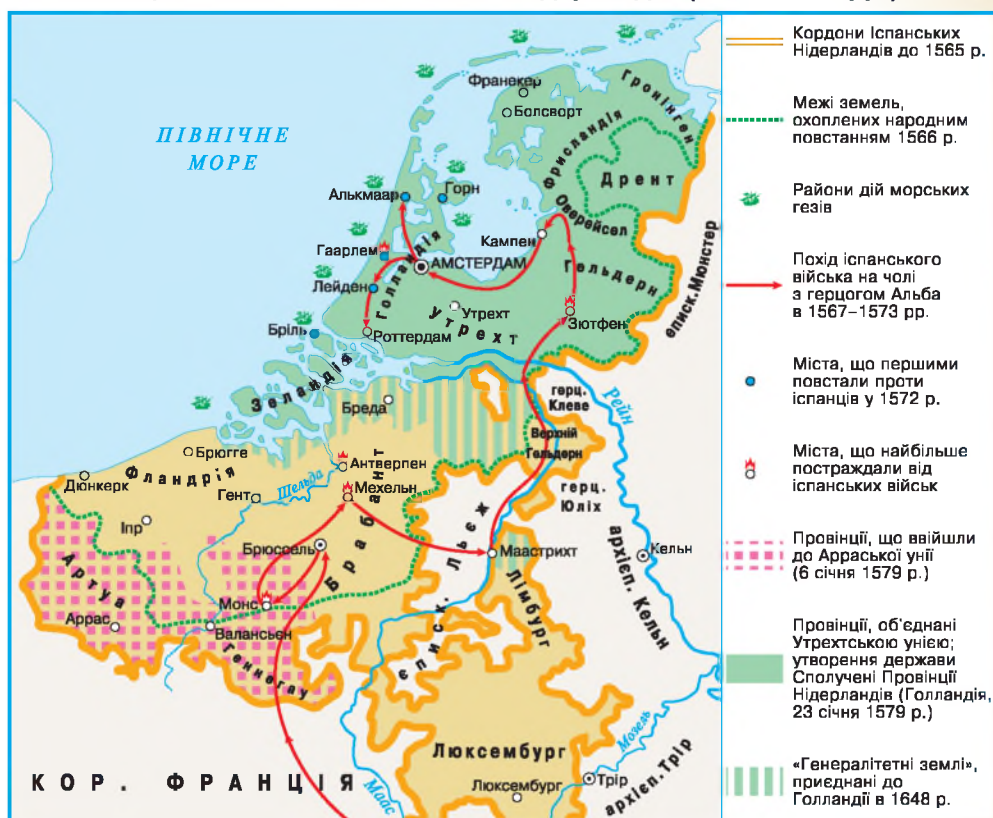 ПІВНІЧНЕ
МОРЕ
Франекер
Болсворт
Гронінген
Фрисландія
Дрент
Алькмаар
Горн
Оверейсел
Кампен
Гаарлем
АМСТЕРДАМ
Голландія
Гельдерн
Лейден
Утрехт
Утрехт
Зютфен
Бріль
Роттердам
еписк. Мюнстер
Зеландія
Бреда
герц.
Клеве
Рейн
Верхній
Гельдерн
Брюгге
Фландрія
Антверпен
Дюнкерк
Мехельн
Гент
Шельда
герц.
Юліх
Іпр
Брабант
Брюссель
Льєж
Маастрихт
Кельн
архієп. Кельн
Артуа
Монс
Лімбург
Аррас
Валансьєн
єписк.
Геннегау
Люксембург
Мозель
КОР. ФРАНЦІЯ
Маас
Люксембург
Трір
архієп. Трір
Кордони Іспанських
Нідерландів до 1565 р.
Межі земель,
охоплених народним
повстанням 1566 р.
Райони дій морських
гезів
Похід іспанського
війська на чолі
з герцогом Альба
в 1567–1573 рр.
Міста, що першими
повстали проти
іспанців у 1572 р.
Міста, що найбільше
постраждали від
іспанських військ
Провінції, що ввійшли
до Арраської унії
(6 січня 1579 р.)
Провінції, об'єднані
Утрехтською унією;
утворення держави
Сполучені Провінції
Нідерландів (Голландія,
23 січня 1579 р.)
«Генералітетні землі»,
приєднані до
Голландії в 1648 р.